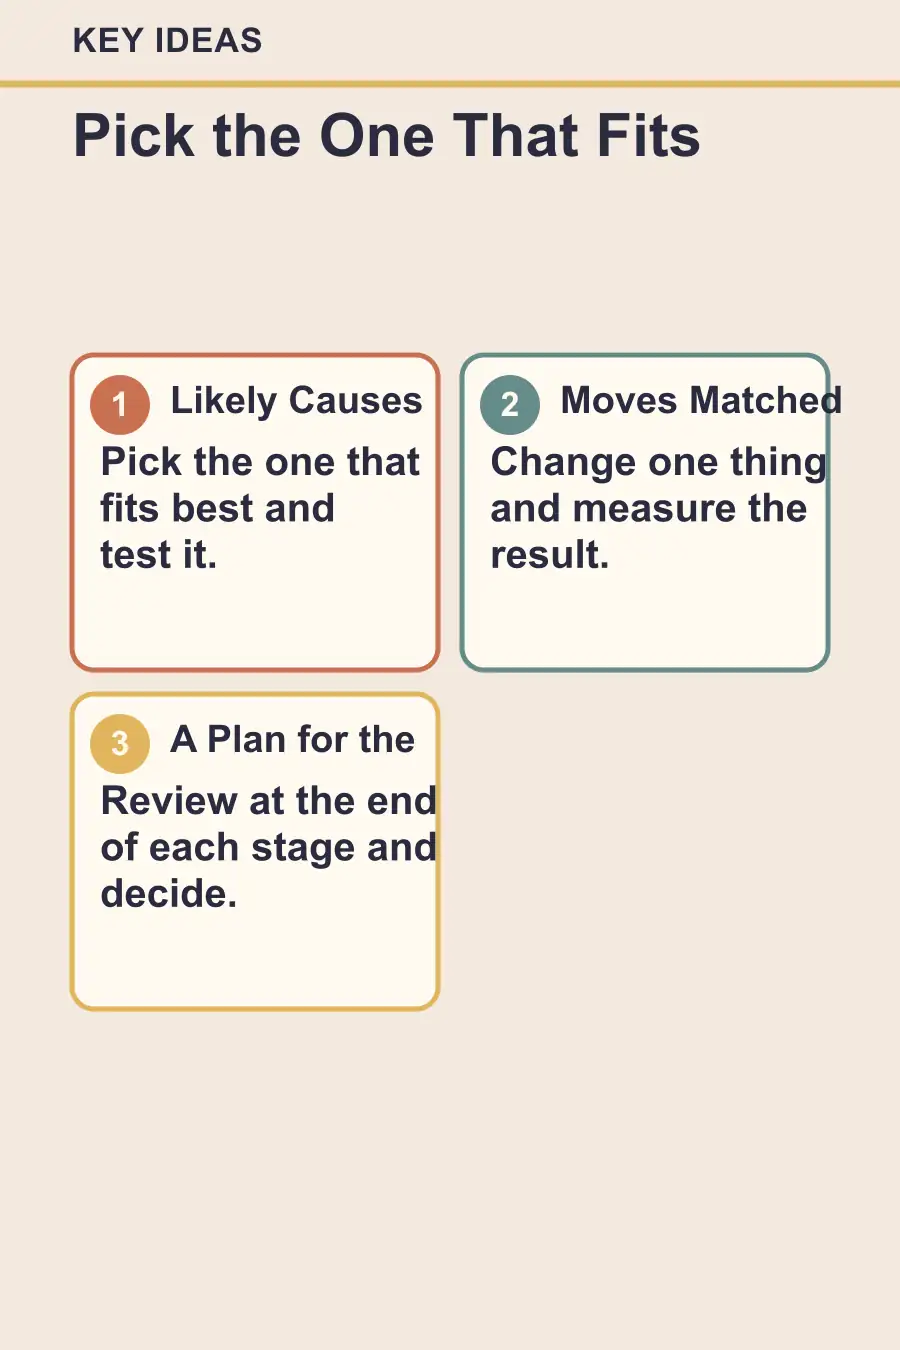 KEY IDEAS
Pick the One That Fits
1 Likely Causes
Pick the one that
fits best and
test it.
2 Moves Matched
Change one thing
and measure the
result.
3 A Plan for the
Review at the end
of each stage and
decide.